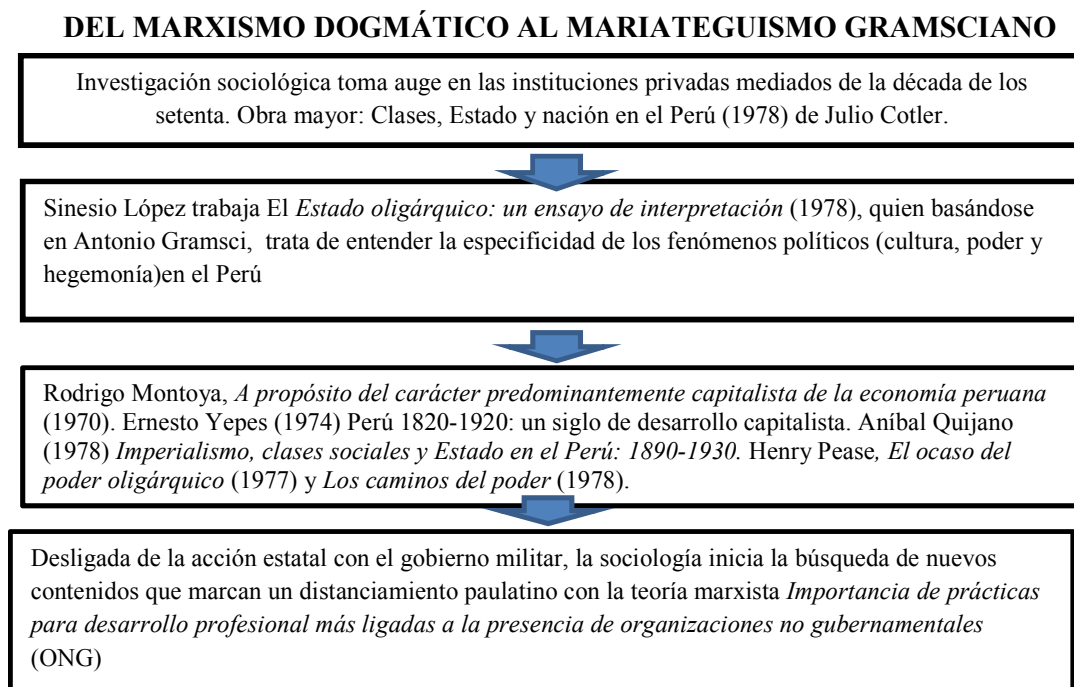 DEL MARXISMO DOGMÁTICO AL MARIATEGUISMO GRAMSCIANO
Investigación sociológica toma auge en las instituciones privadas mediados de la década de los
setenta. Obra mayor: Clases, Estado y nación en el Perú (1978) de Julio Cotler.
Sinesio López trabaja El Estado oligárquico: un ensayo de interpretación (1978), quien basándose
en Antonio Gramsci, trata de entender la especificidad de los fenómenos políticos (cultura, poder y
hegemonía)en el Perú
Rodrigo Montoya, A propósito del carácter predominantemente capitalista de la economía peruana
(1970). Ernesto Yepes (1974) Perú 1820-1920: un siglo de desarrollo capitalista. Aníbal Quijano
(1978) Imperialismo, clases sociales y Estado en el Perú: 1890-1930. Henry Pease, El ocaso del
poder oligárquico (1977) y Los caminos del poder (1978).
Desligada de la acción estatal con el gobierno militar, la sociología inicia la búsqueda de nuevos
contenidos que marcan un distanciamiento paulatino con la teoría marxista Importancia de prácticas
para desarrollo profesional más ligadas a la presencia de organizaciones no gubernamentales
(ONG)